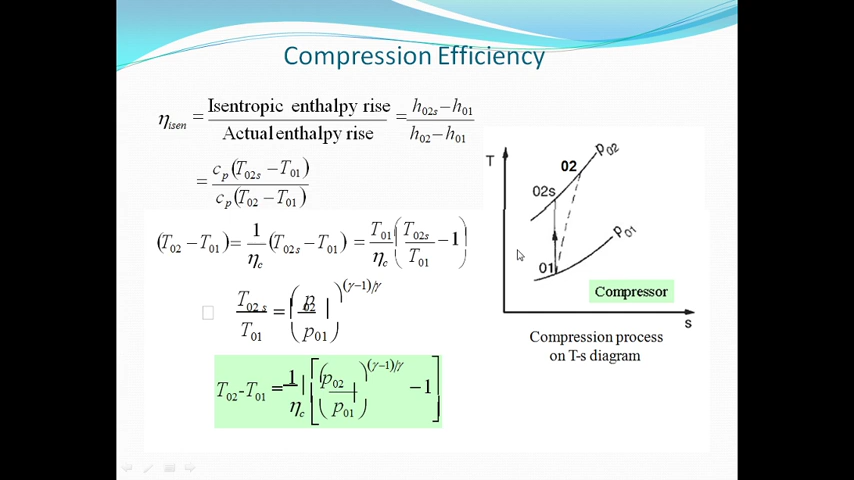 Compression Efficiency
η_isen = Isentropic enthalpy rise / Actual enthalpy rise = h_02s − h_01 / h_02 − h_01
= c_p(T_02s − T_01) / c_p(T_02 − T_01)
(T_02 − T_01) = 1/η_c (T_02s − T_01) = T_01/η_c (T_02s/T_01 − 1)
T_02s/T_01 = (p_02/p_01)^(γ−1)/γ
T_02-T_01 = 1/η_c [(p_02/p_01)^(γ−1)/γ − 1]
T
02
p_02
02s
p_01
01
Compressor
s
Compression process
on T-s diagram